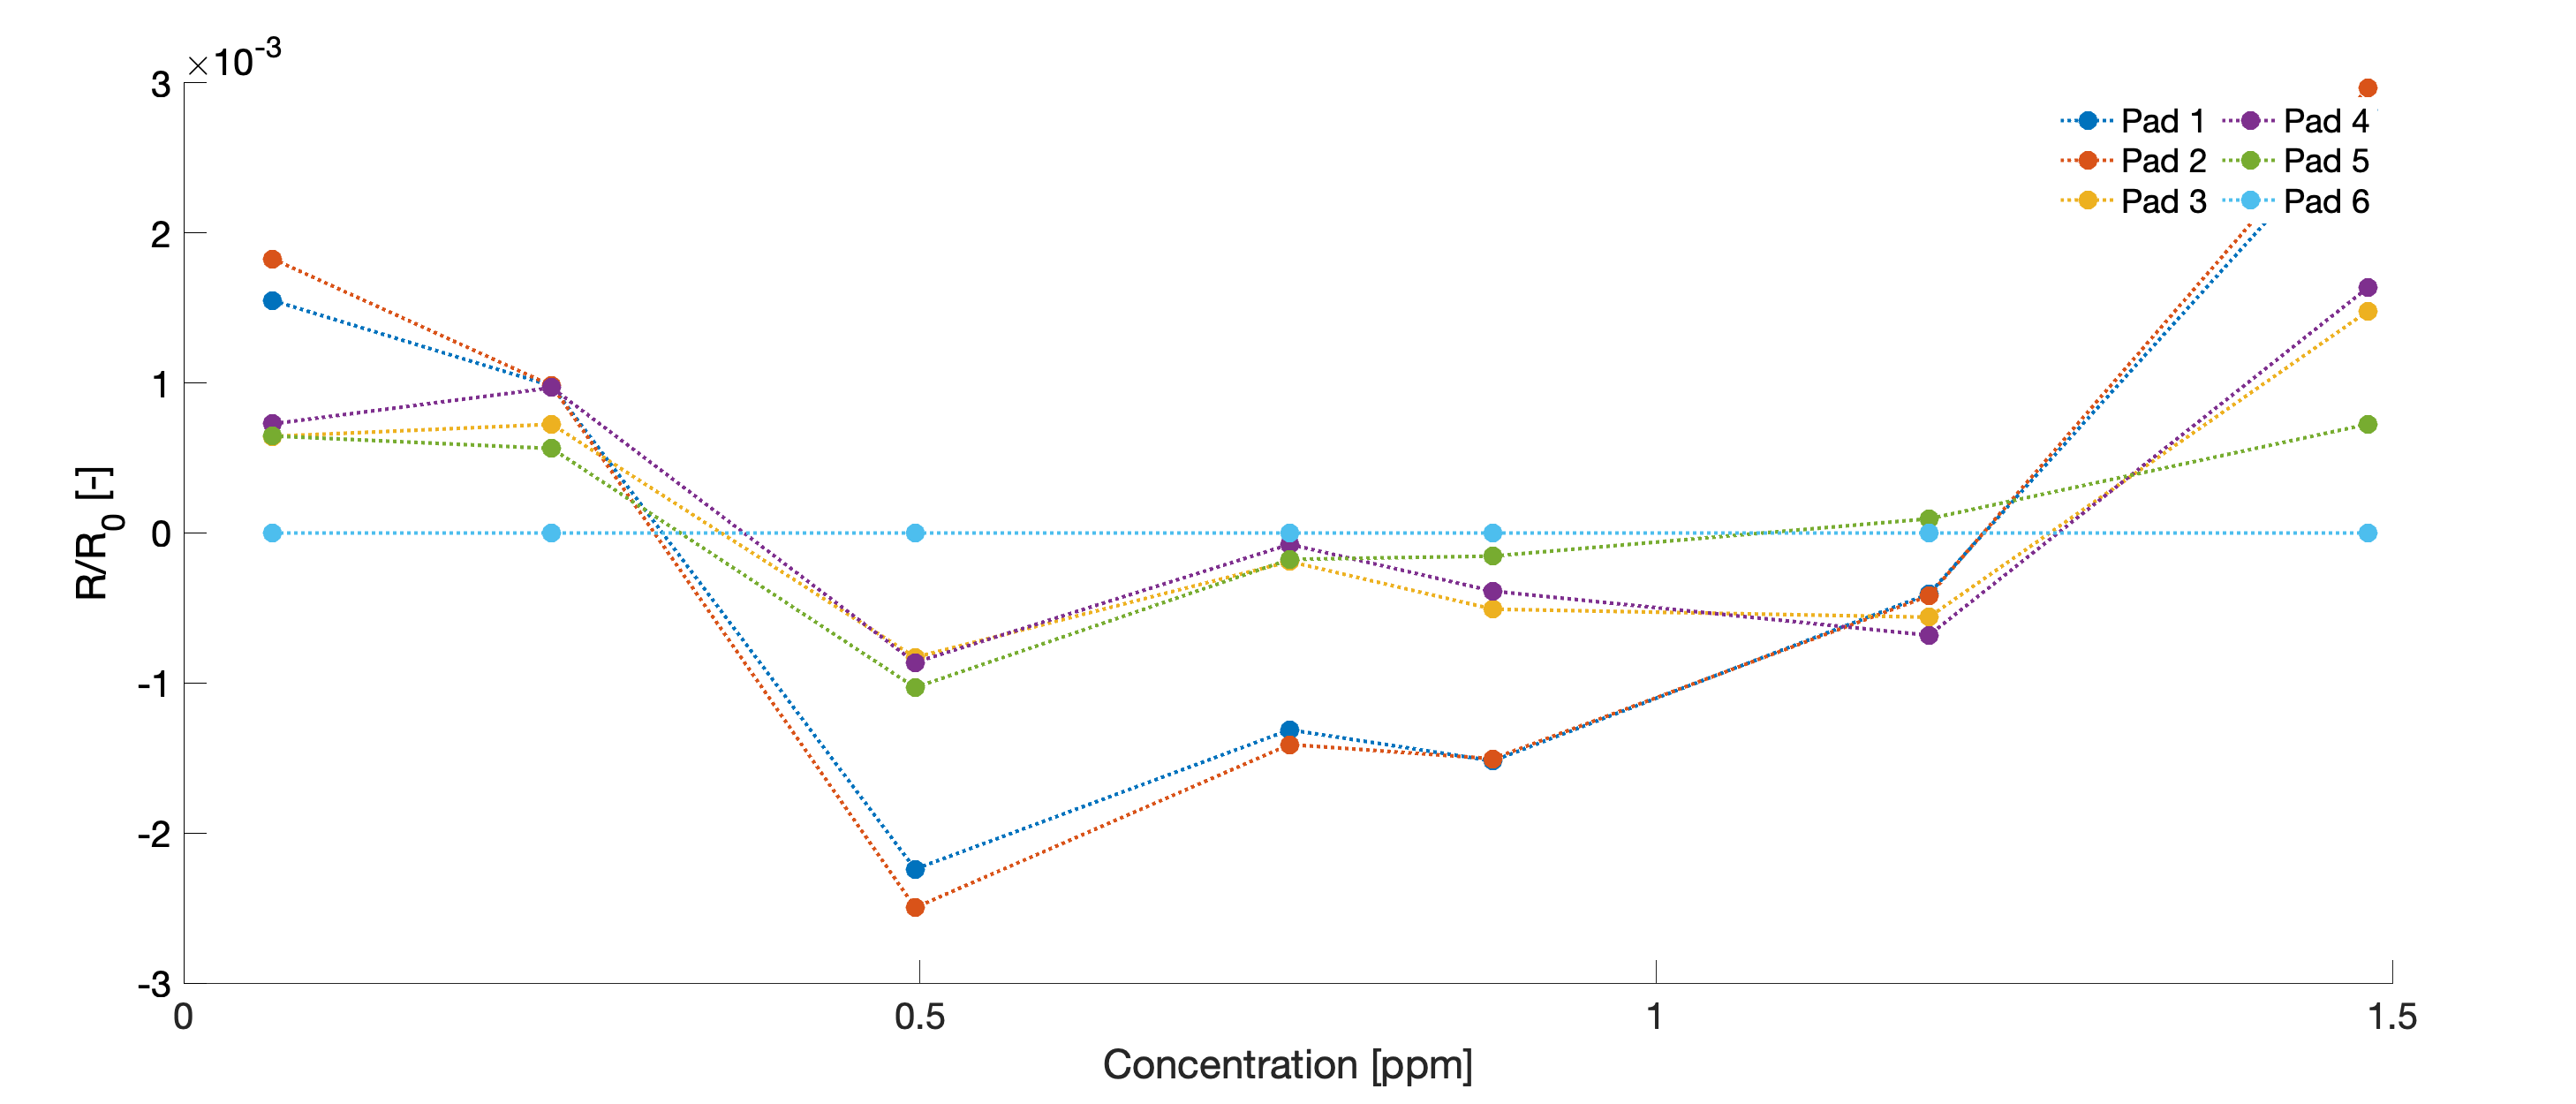 ×10-3
3
2
1
0
-1
-2
-3
R/R0 [-]
0 0.5 1 1.5
Concentration [ppm]
Pad 1 Pad 4
Pad 2 Pad 5
Pad 3 Pad 6